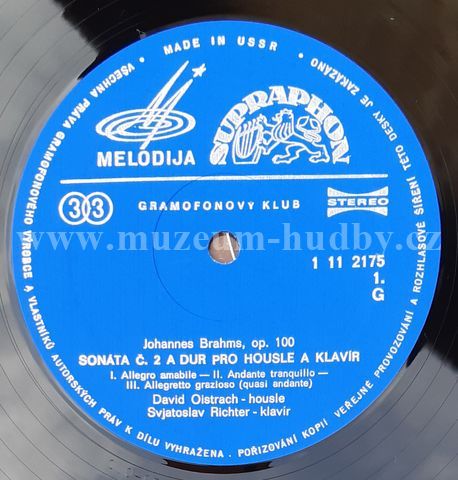 MADE IN USSR
• VŠECHNA PRÁVA GRAMOFONOVÉHO VÝROBCE A VLASTNÍKŮ AUTORSKÝCH PRÁV K DÍLU VYHRAŽENA. POŘIZOVÁNÍ KOPIÍ, VEŘEJNÉ PROVOZOVÁNÍ A ROZHLASOVÉ ŠÍŘENÍ TÉTO DESKY JE ZAKÁZÁNO •
MELODIJA
SUPRAPHON
33
GRAMOFONOVÝ KLUB
STEREO
www.muzeum-hudby.cz
1 11 2175
1.
G
Johannes Brahms, op. 100
SONÁTA Č. 2 A DUR PRO HOUSLE A KLAVÍR
I. Allegro amabile — II. Andante tranquillo —
III. Allegretto grazioso (quasi andante)
David Oistrach - housle
Svjatoslav Richter - klavír